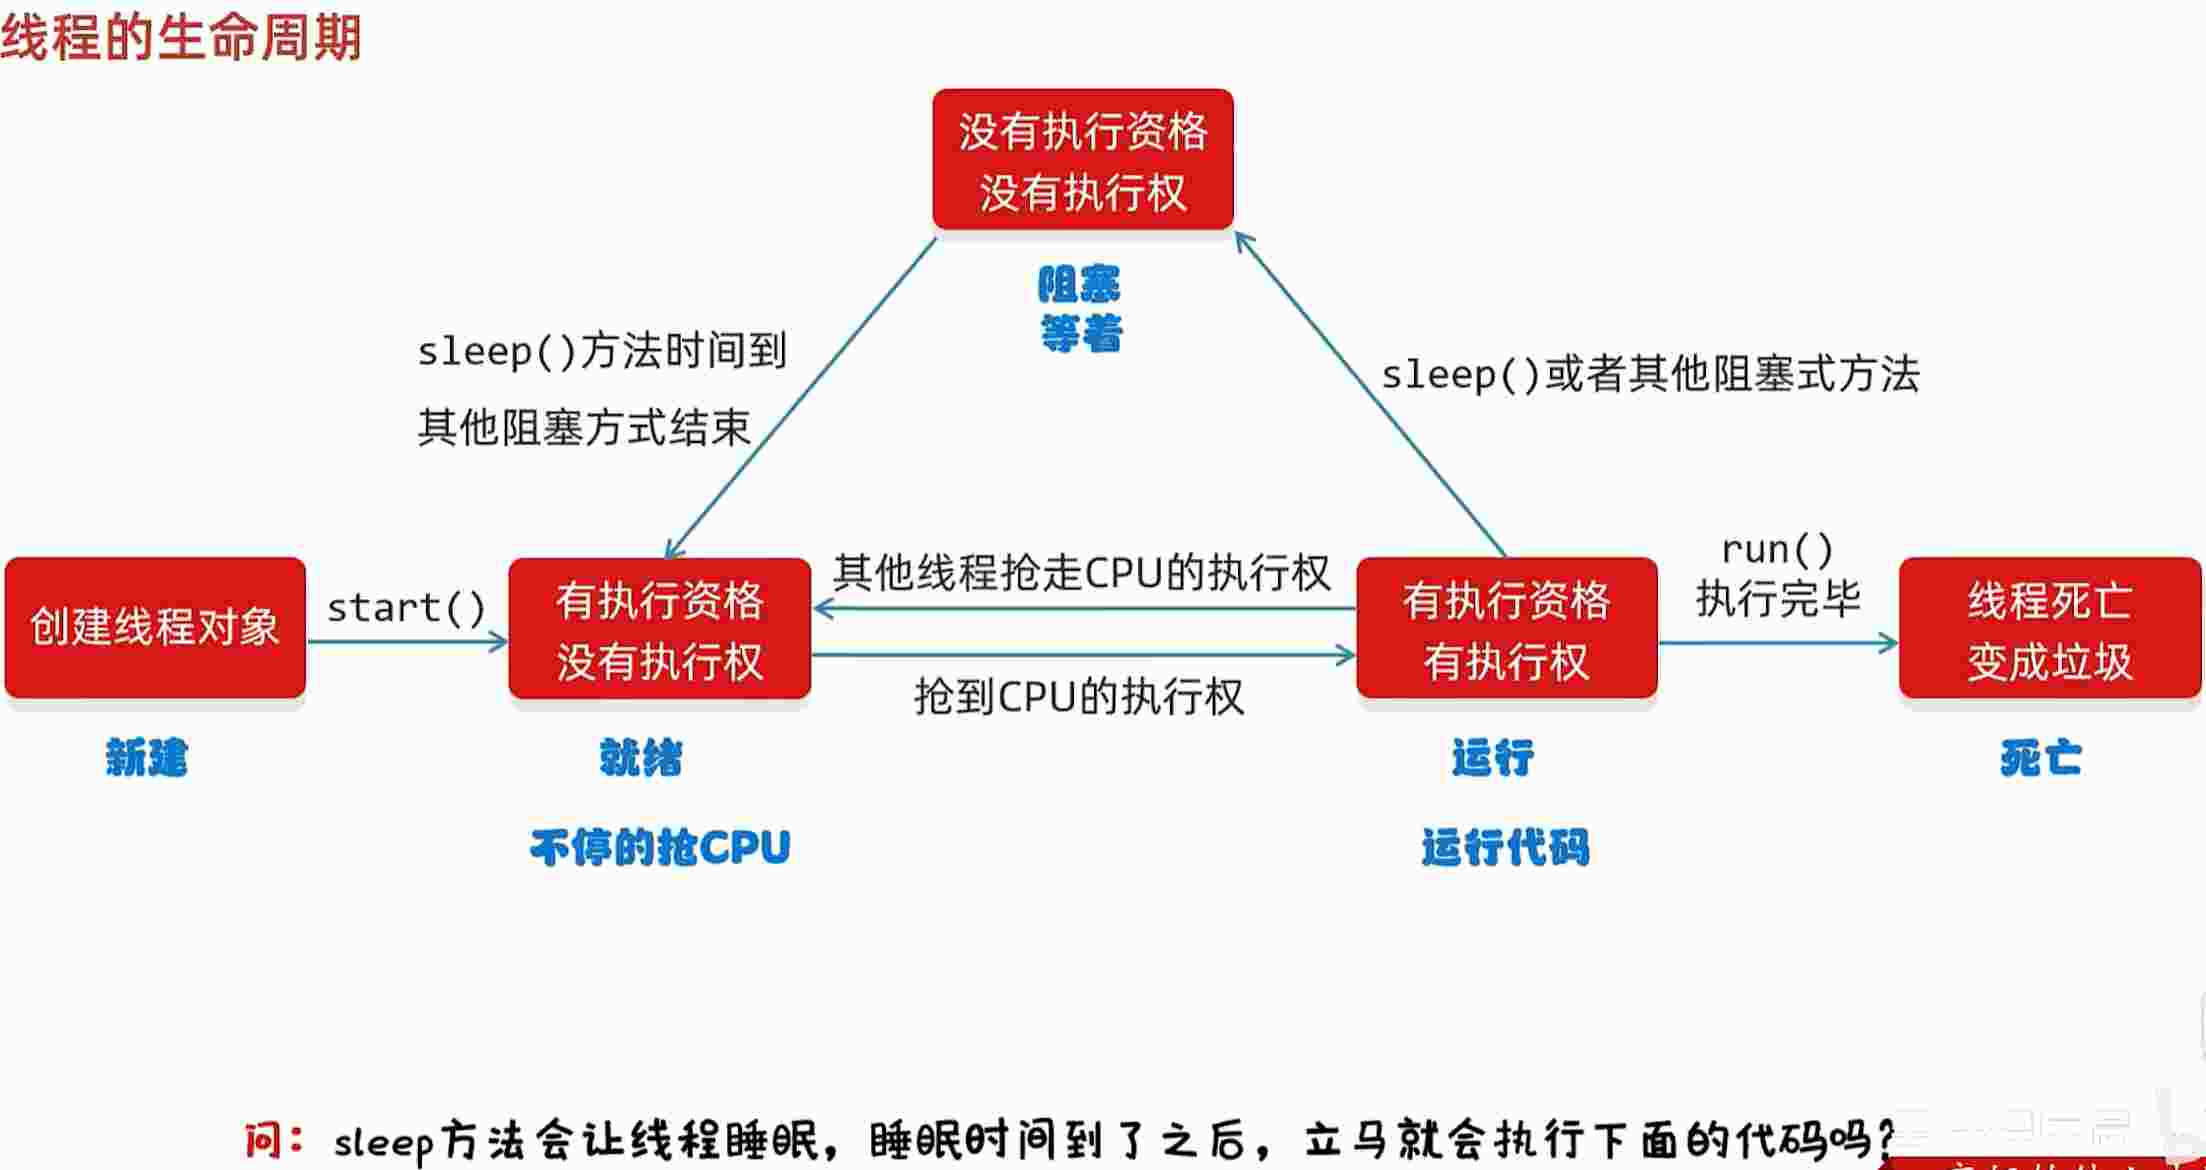 线程的生命周期
没有执行资格
没有执行权
阻塞
等着
sleep()方法时间到
其他阻塞方式结束
sleep()或者其他阻塞式方法
创建线程对象
start()
有执行资格
没有执行权
其他线程抢走CPU的执行权
抢到CPU的执行权
有执行资格
有执行权
run()
执行完毕
线程死亡
变成垃圾
新建
就绪
运行
死亡
不停的抢CPU
运行代码
问：sleep方法会让线程睡眠，睡眠时间到了之后，立马就会执行下面的代码吗?